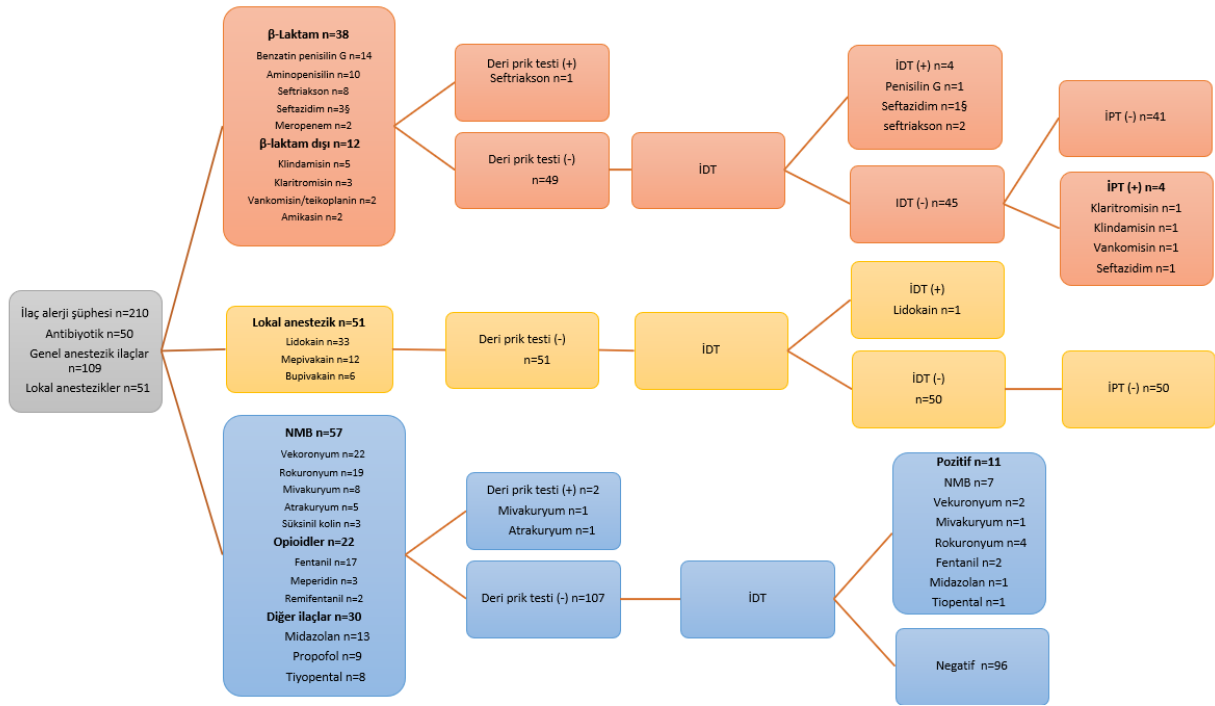 İlaç alerji şüphesi n=210
Antibiyotik n=50
Genel anestezik ilaçlar
n=109
Lokal anestezikler n=51
β-Laktam n=38
Benzatin penisilin G n=14
Aminopenisilin n=10
Seftriakson n=8
Seftazidim n=3§
Meropenem n=2
β-laktam dışı n=12
Klindamisin n=5
Klaritromisin n=3
Vankomisin/teikoplanin n=2
Amikasin n=2
Deri prik testi (+)
Seftriakson n=1
Deri prik testi (-)
n=49
İDT
İDT (+) n=4
Penisilin G n=1
Seftazidim n=1§
seftriakson n=2
IDT (-) n=45
İPT (-) n=41
İPT (+) n=4
Klaritromisin n=1
Klindamisin n=1
Vankomisin n=1
Seftazidim n=1
Lokal anestezik n=51
Lidokain n=33
Mepivakain n=12
Bupivakain n=6
Deri prik testi (-)
n=51
İDT
İDT (+)
Lidokain n=1
İDT (-)
n=50
İPT (-) n=50
NMB n=57
Vekoronyum n=22
Rokuronyum n=19
Mivakuryum n=8
Atrakuryum n=5
Süksinil kolin n=3
Opioidler n=22
Fentanil n=17
Meperidin n=3
Remifentanil n=2
Diğer ilaçlar n=30
Midazolan n=13
Propofol n=9
Tiyopental n=8
Deri prik testi (+) n=2
Mivakuryum n=1
Atrakuryum n=1
Deri prik testi (-) n=107
İDT
Pozitif n=11
NMB n=7
Vekuronyum n=2
Mivakuryum n=1
Rokuronyum n=4
Fentanil n=2
Midazolan n=1
Tiopental n=1
Negatif n=96